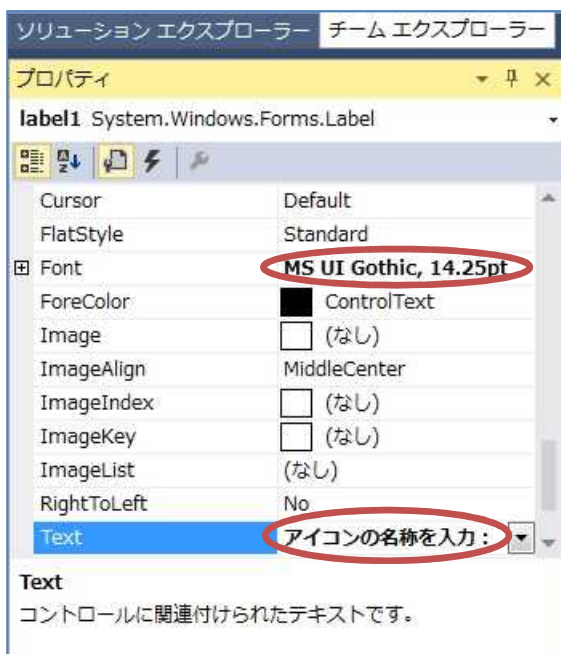 ソリューション エクスプローラー チーム エクスプローラー
プロパティ
label1 System.Windows.Forms.Label
Cursor Default
FlatStyle Standard
Font MS UI Gothic, 14.25pt
ForeColor ControlText
Image (なし)
ImageAlign MiddleCenter
ImageIndex (なし)
ImageKey (なし)
ImageList (なし)
RightToLeft No
Text アイコンの名称を入力：
Text
コントロールに関連付けられたテキストです。